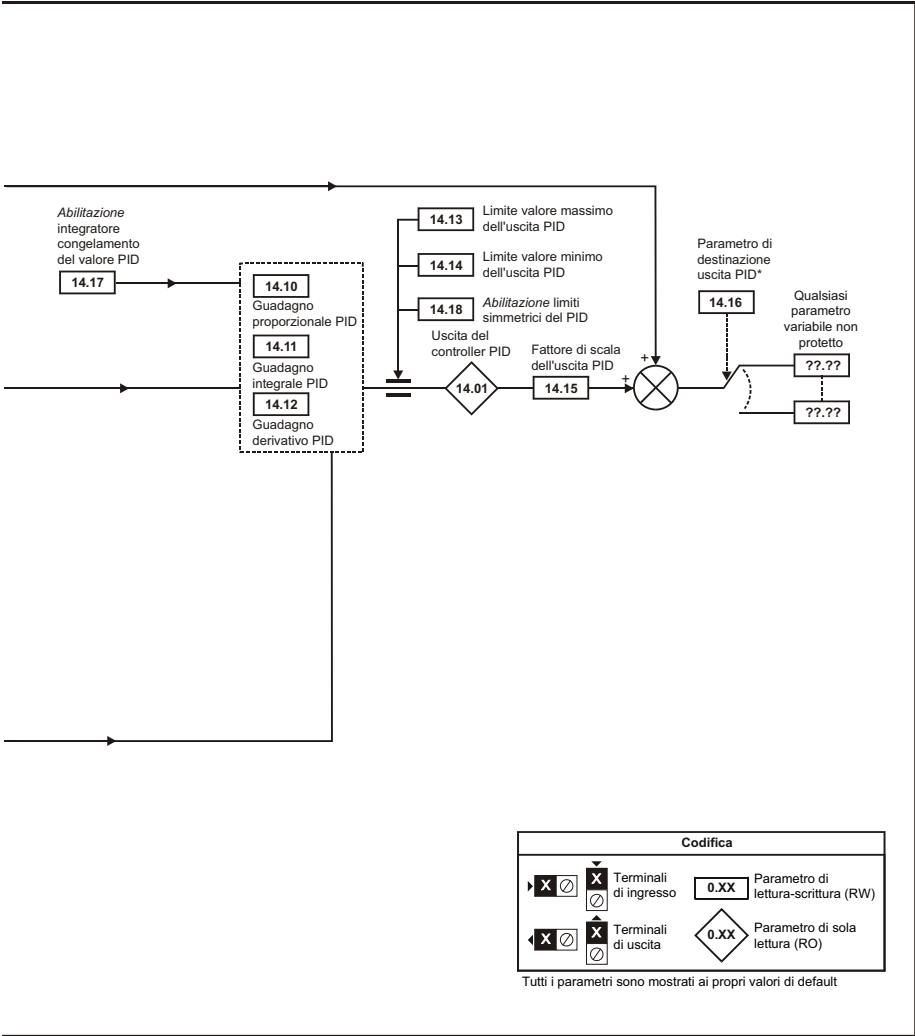 Abilitazione
integratore
congelamento
del valore PID
14.17
14.10
Guadagno
proporzionale PID
14.11
Guadagno
integrale PID
14.12
Guadagno
derivativo PID
14.13
Limite valore massimo
dell'uscita PID
14.14
Limite valore minimo
dell'uscita PID
14.18
Abilitazione limiti
simmetrici del PID
Uscita del
controller PID
14.01
Fattore di scala
dell'uscita PID
14.15
+
+
Parametro di
destinazione
uscita PID*
14.16
Qualsiasi
parametro
variabile non
protetto
??.??
??.??
Codifica
X
X
Terminali
di ingresso
0.XX
Parametro di
lettura-scrittura (RW)
X
X
Terminali
di uscita
0.XX
Parametro di sola
lettura (RO)
Tutti i parametri sono mostrati ai propri valori di default